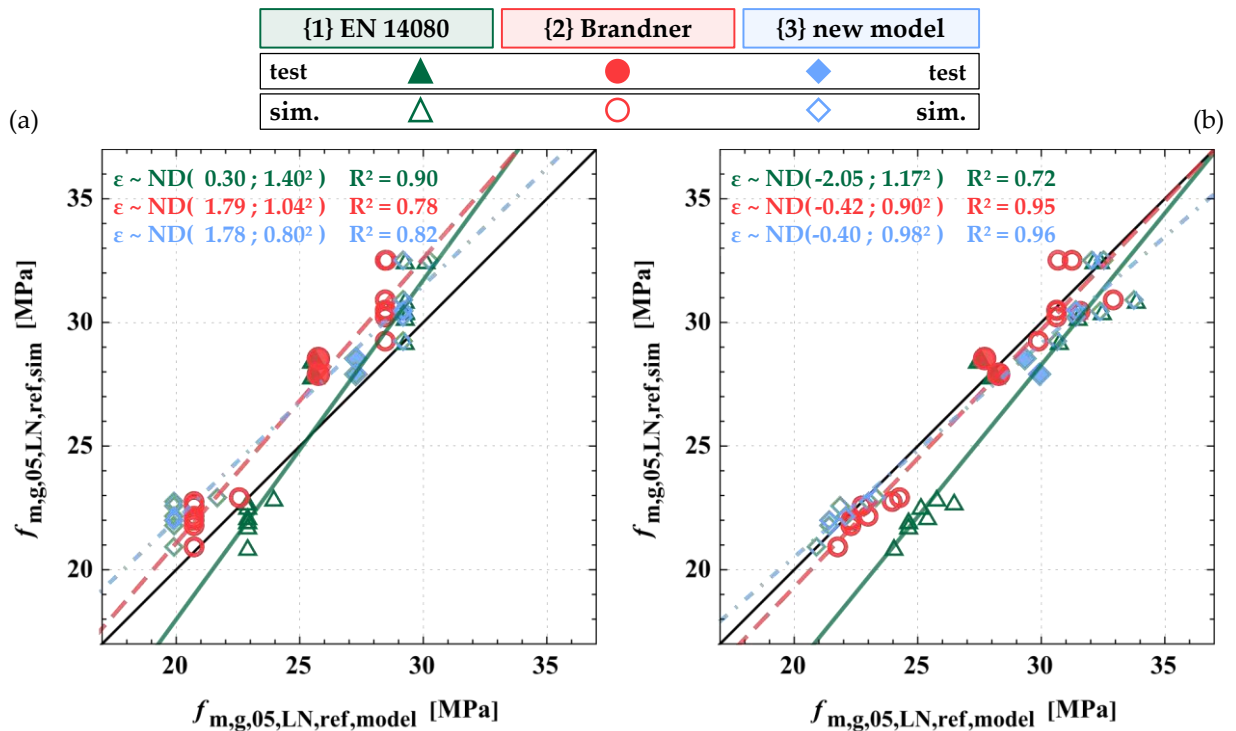 {1} EN 14080 {2} Brandner {3} new model
test test
sim. sim.
(a) (b)
ε ~ ND( 0.30 ; 1.40²) R² = 0.90
ε ~ ND( 1.79 ; 1.04²) R² = 0.78
ε ~ ND( 1.78 ; 0.80²) R² = 0.82
35
30
25
20
f m,g,05,LN,ref,sim [MPa]
20 25 30 35
f m,g,05,LN,ref,model [MPa]
ε ~ ND(-2.05 ; 1.17²) R² = 0.72
ε ~ ND(-0.42 ; 0.90²) R² = 0.95
ε ~ ND(-0.40 ; 0.98²) R² = 0.96
35
30
25
20
f m,g,05,LN,ref,sim [MPa]
20 25 30 35
f m,g,05,LN,ref,model [MPa]